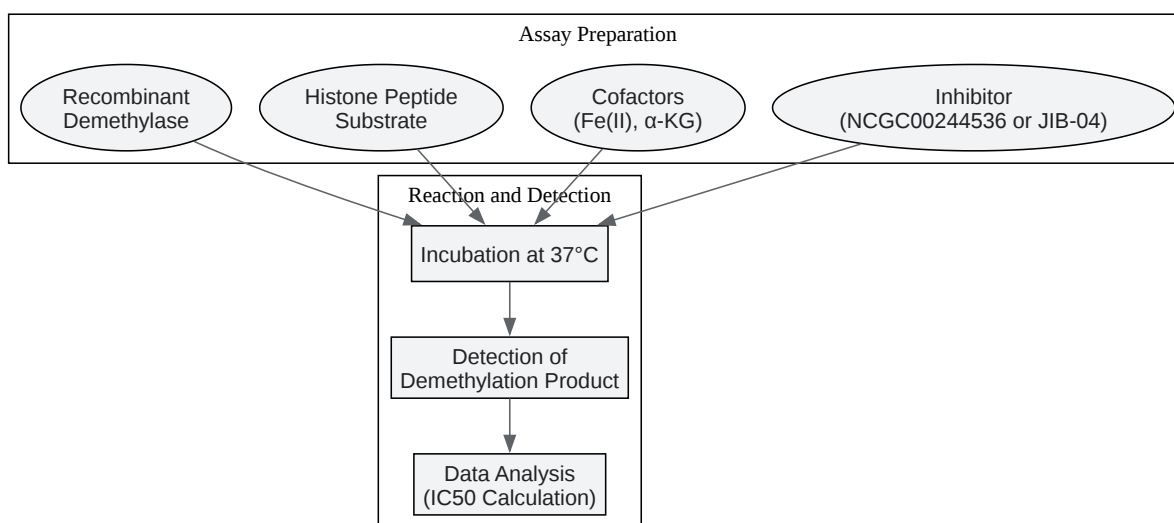 Assay Preparation
Recombinant
Demethylase
Histone Peptide
Substrate
Cofactors
(Fe(II), α-KG)
Inhibitor
(NCGC00244536 or JIB-04)
Reaction and Detection
Incubation at 37°C
Detection of
Demethylation Product
Data Analysis
(IC50 Calculation)